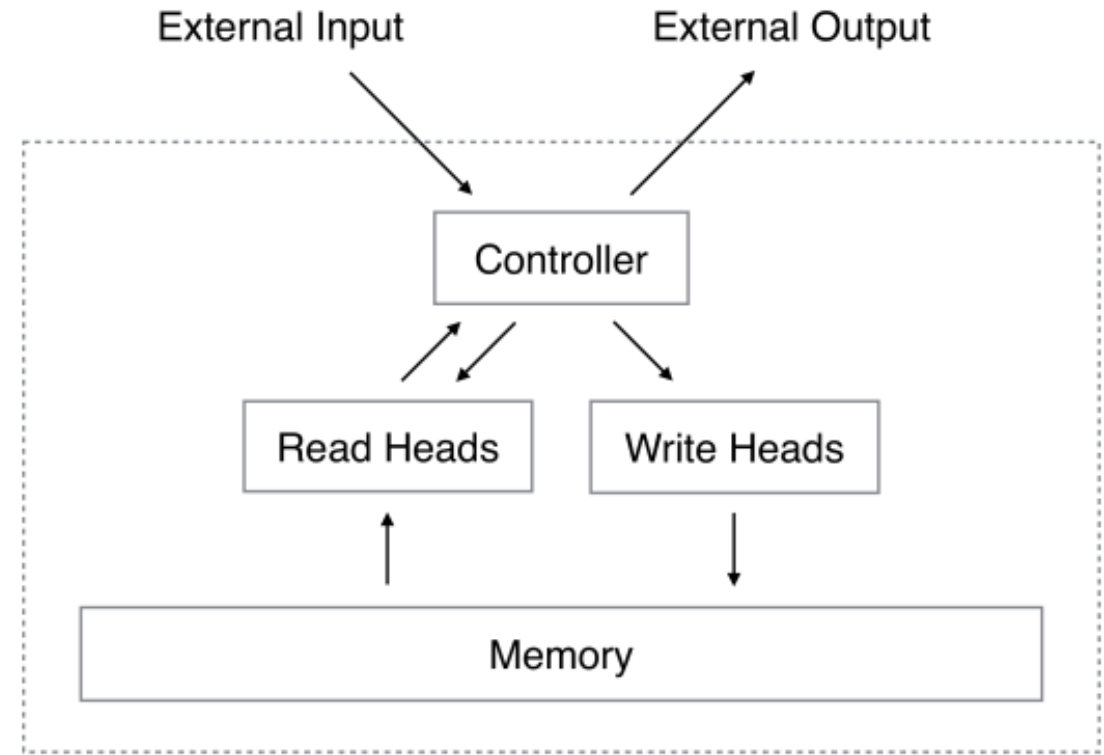 External Input
External Output
Controller
Read Heads
Write Heads
Memory